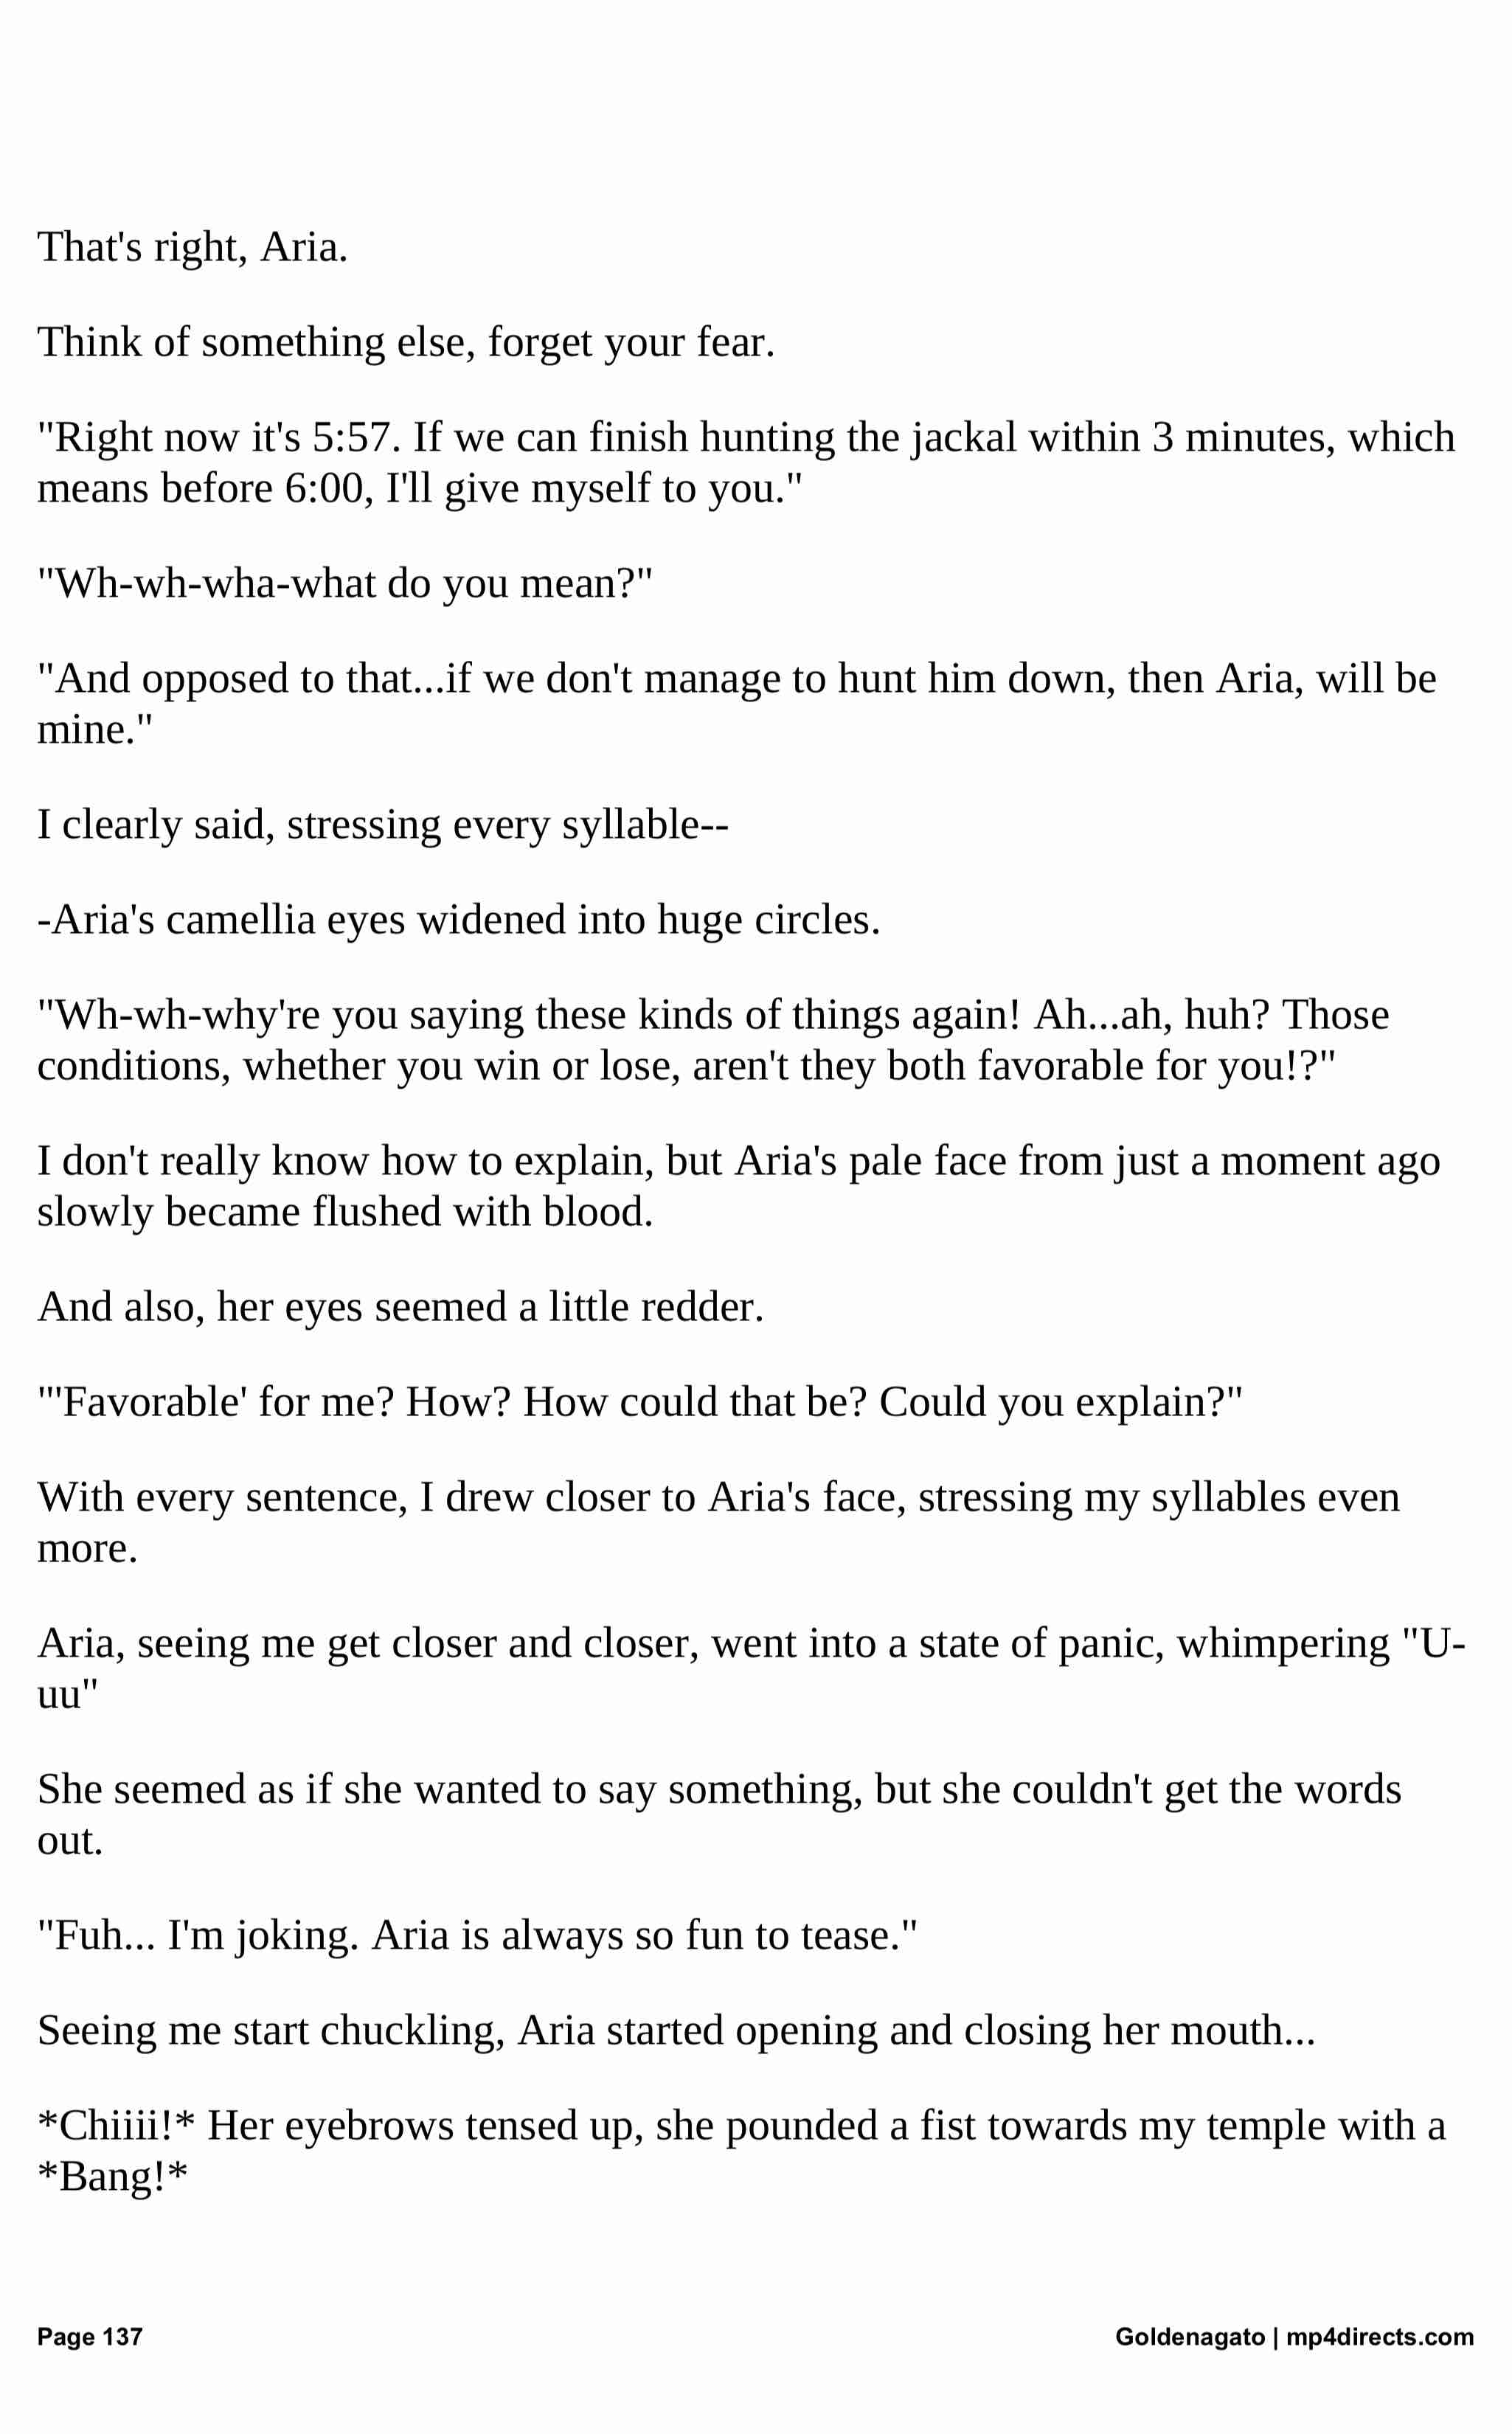 That's right, Aria.
Think of something else, forget your fear.
"Right now it's 5:57. If we can finish hunting the jackal within 3 minutes, which
means before 6:00, I'll give myself to you."
"Wh-wh-wha-what do you mean?"
"And opposed to that...if we don't manage to hunt him down, then Aria, will be
mine."
I clearly said, stressing every syllable--
-Aria's camellia eyes widened into huge circles.
"Wh-wh-why're you saying these kinds of things again! Ah...ah, huh? Those
conditions, whether you win or lose, aren't they both favorable for you!?"
I don't really know how to explain, but Aria's pale face from just a moment ago
slowly became flushed with blood.
And also, her eyes seemed a little redder.
"'Favorable' for me? How? How could that be? Could you explain?"
With every sentence, I drew closer to Aria's face, stressing my syllables even
more.
Aria, seeing me get closer and closer, went into a state of panic, whimpering "U-
uu"
She seemed as if she wanted to say something, but she couldn't get the words
out.
"Fuh... I'm joking. Aria is always so fun to tease."
Seeing me start chuckling, Aria started opening and closing her mouth...
*Chiiii!* Her eyebrows tensed up, she pounded a fist towards my temple with a
*Bang!*
Page 137
Goldenagato | mp4directs.com